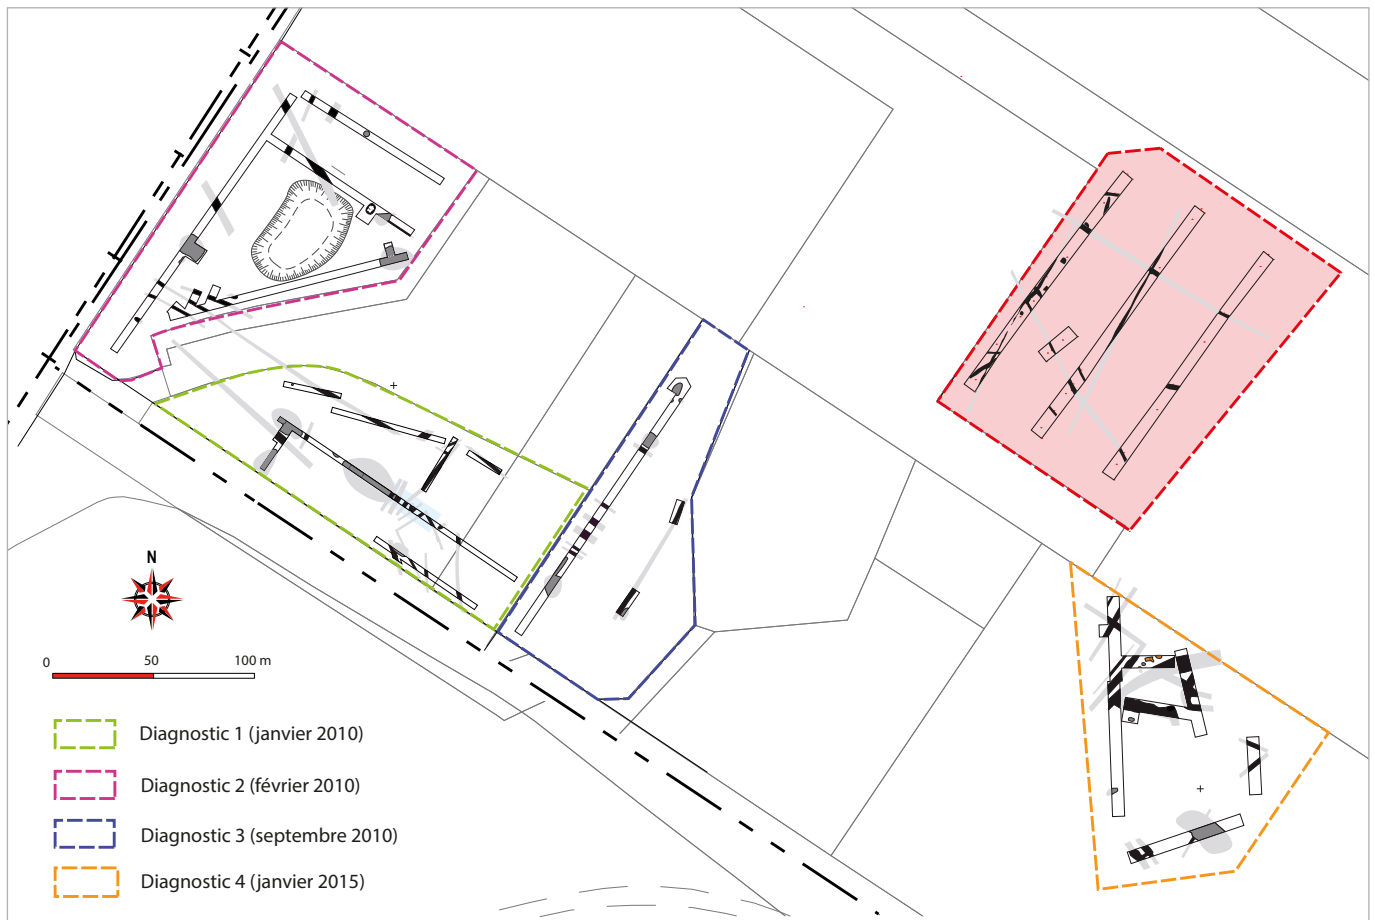 N
0 50 100 m
Diagnostic 1 (janvier 2010)
Diagnostic 2 (février 2010)
Diagnostic 3 (septembre 2010)
Diagnostic 4 (janvier 2015)